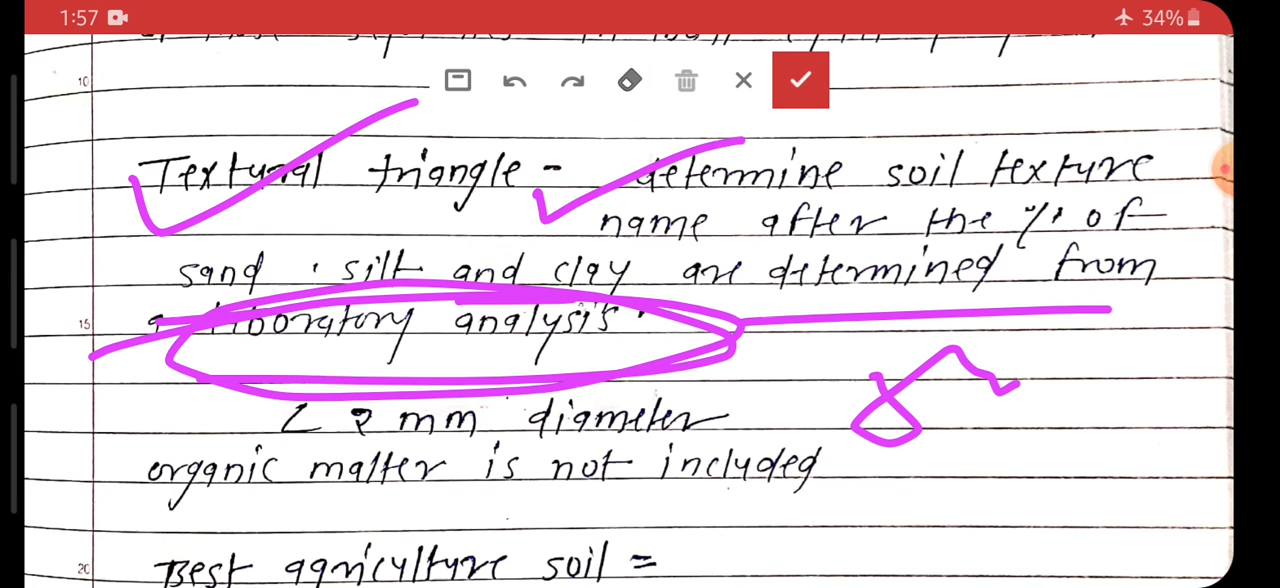 1:57
34%
10
Textural triangle - determine soil texture
name after the % of
sand , silt and clay are determined from
15
a laboratory analysis.
< 2 mm diameter
organic matter is not included
20
Best agriculture soil =